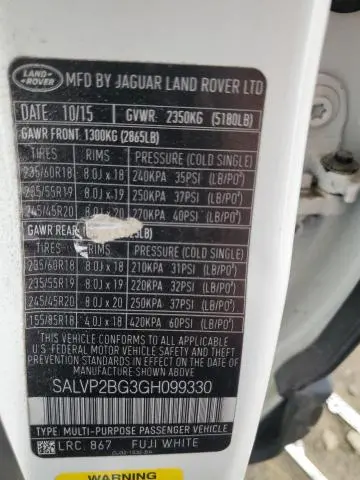 LAND ROVER
MFD BY JAGUAR LAND ROVER LTD
DATE 10/15 GVWR 2350KG (5180LB)
GAWR FRONT 1300KG (2865LB)
TIRES RIMS PRESSURE (COLD SINGLE)
235/60R18 8.0J x 18 240KPA 35PSI (LB/PO²)
235/55R19 8.0J x 19 250KPA 37PSI (LB/PO²)
245/45R20 8.0J x 20 270KPA 40PSI (LB/PO²)
GAWR REAR
TIRES RIMS PRESSURE (COLD SINGLE)
235/60R18 8.0J x 18 210KPA 31PSI (LB/PO²)
235/55R19 8.0J x 19 220KPA 32PSI (LB/PO²)
245/45R20 8.0J x 20 250KPA 37PSI (LB/PO²)
155/85R18 4.0J x 18 420KPA 60PSI (LB/PO²)
THIS VEHICLE CONFORMS TO ALL
APPLICABLE FEDERAL MOTOR VEHICLE
SAFETY AND THEFT PREVENTION
STANDARDS IN EFFECT ON THE DATE
OF MANUFACTURE SHOWN ABOVE
SALVP2BG3GH099330
TYPE: MULTI-PURPOSE PASSENGER VEHICLE
LRC. 867 FUJI WHITE
WARNING